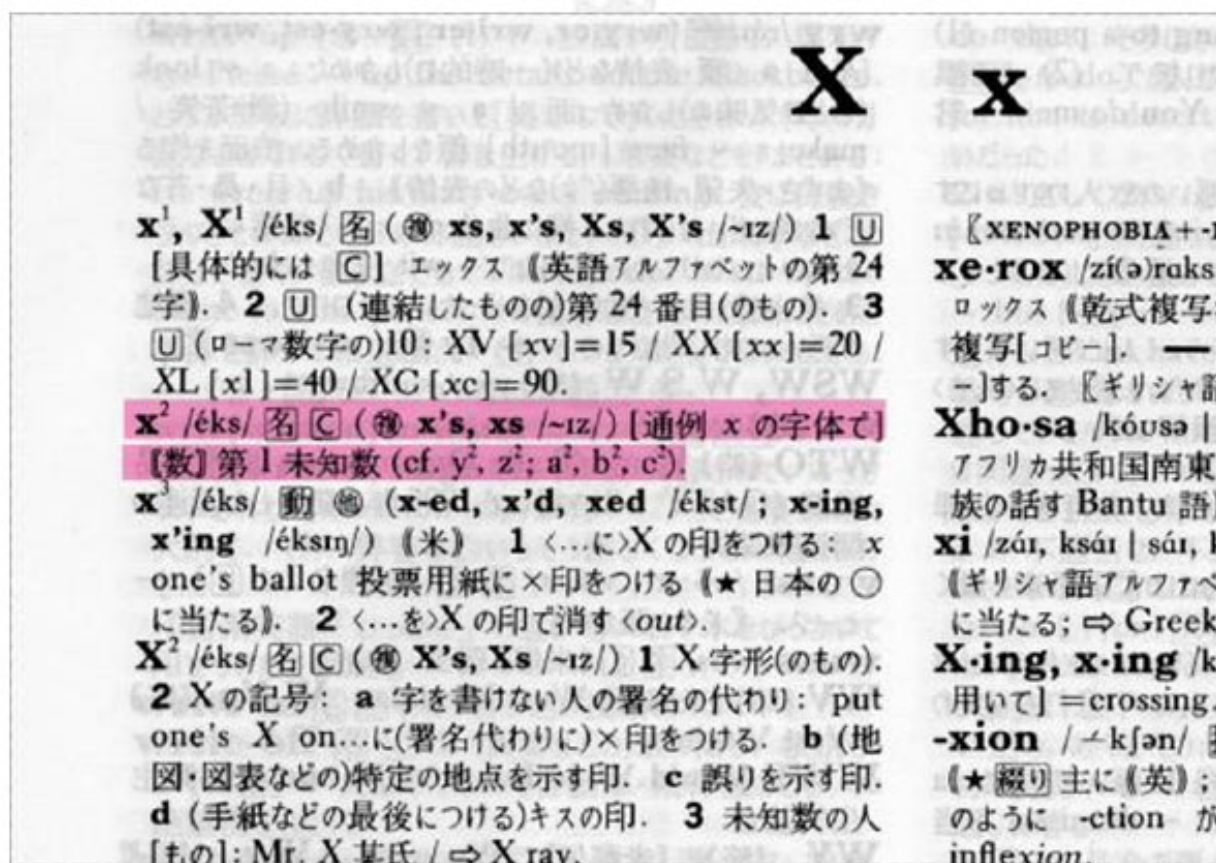 X x
x¹, X¹ /éks/ 名 (複 xs, x's, Xs, X's /~ɪz/) 1 U
[具体的には C] エックス 《英語アルファベットの第 24
字》. 2 U (連結したものの)第 24 番目(のもの). 3
U (ローマ数字の)10: XV [xv]=15 / XX [xx]=20 /
XL [xl]=40 / XC [xc]=90.
x² /éks/ 名 C (複 x's, xs /~ɪz/) [通例 x の字体で]
〖数〗 第 1 未知数 (cf. y², z²; a², b², c²).
x³ /éks/ 動 他 (x-ed, x'd, xed /ékst/; x-ing,
x'ing /éksɪŋ/) 《米》 1 <…に>X の印をつける: x
one's ballot 投票用紙に×印をつける 《★ 日本の ○
に当たる》. 2 <…を>X の印で消す <out>.
X² /éks/ 名 C (複 X's, Xs /~ɪz/) 1 X 字形(のもの).
2 X の記号: a 字を書けない人の署名の代わり: put
one's X on…に(署名代わりに)×印をつける. b (地
図・図表などの)特定の地点を示す印. c 誤りを示す印.
d (手紙などの最後につける)キスの印. 3 未知数の人
[もの]: Mr. X 某氏 / ⇨ X ray.
〖XENOPHOBIA+-
xe·rox /zí(ə)rɑks
ロックス 《乾式複写
複写[コピー]. ――
-]する. 〖ギリシャ語
Xho·sa /kóʊsə |
アフリカ共和国南東
族の話す Bantu 語
xi /záɪ, ksáɪ | sáɪ,
《ギリシャ語アルファベ
に当たる; ⇨ Greek
X·ing, x·ing /k
用いて] =crossing.
-xion /-kʃən/
《★ 綴り 主に 《英》;
のように -ction が
inflexion.